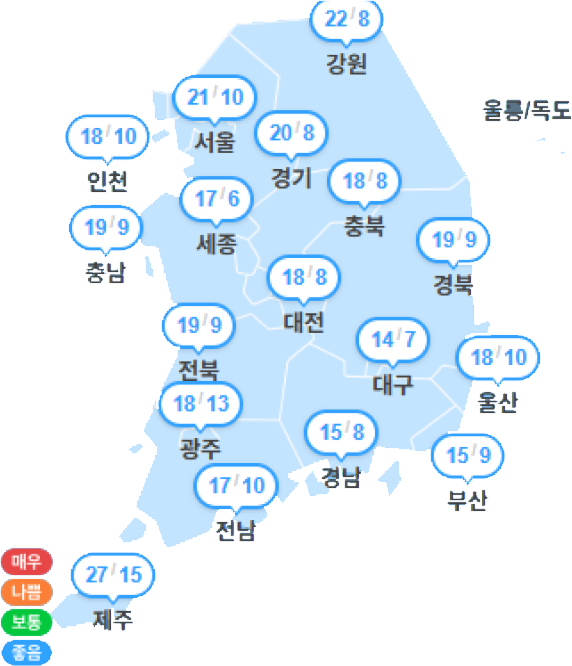 22/8
강원
21/10
서울
울릉/독도
18/10
인천
20/8
경기
18/8
충북
17/6
세종
19/9
충남
19/9
경북
18/8
대전
19/9
전북
14/7
대구
18/10
울산
18/13
광주
15/8
경남
15/9
부산
17/10
전남
매우
나쁨
보통
좋음
27/15
제주